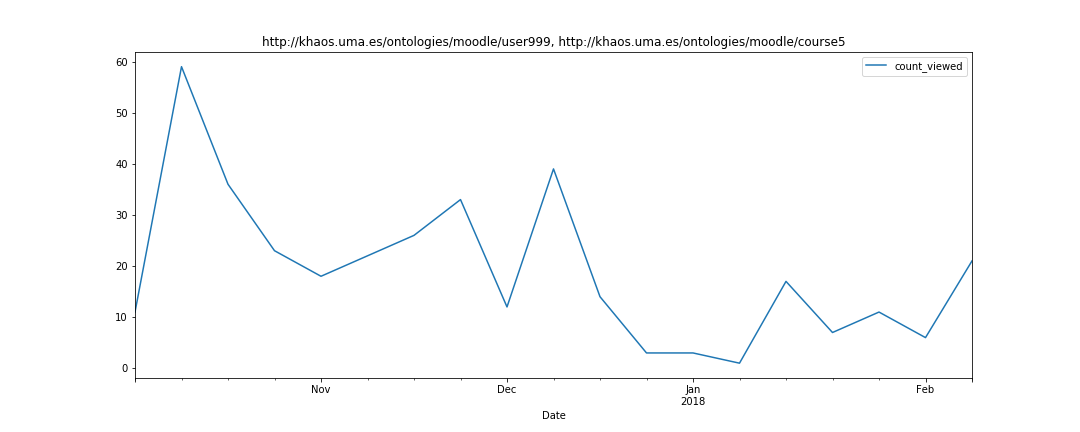 http://khaos.uma.es/ontologies/moodle/user999, http://khaos.uma.es/ontologies/moodle/course5
count_viewed
60
50
40
30
20
10
0
Nov
Dec
Jan
2018
Feb
Date